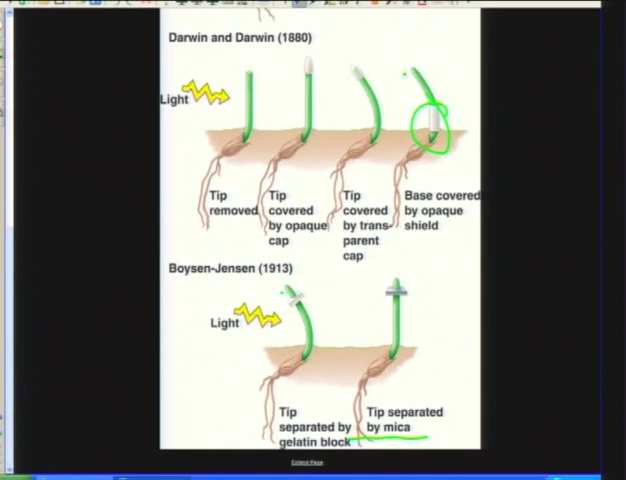 Darwin and Darwin (1880)
Light
Tip
removed
Tip
covered
by opaque
cap
Tip
covered
by trans-
parent
cap
Base covered
by opaque
shield
Boysen-Jensen (1913)
Light
Tip
separated by
gelatin block
Tip separated
by mica
Extend Page